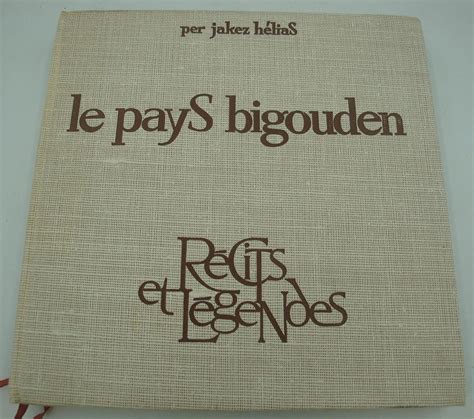 per jakez héliaS
le payS bigouden
RéCiTs
et LégeNdes